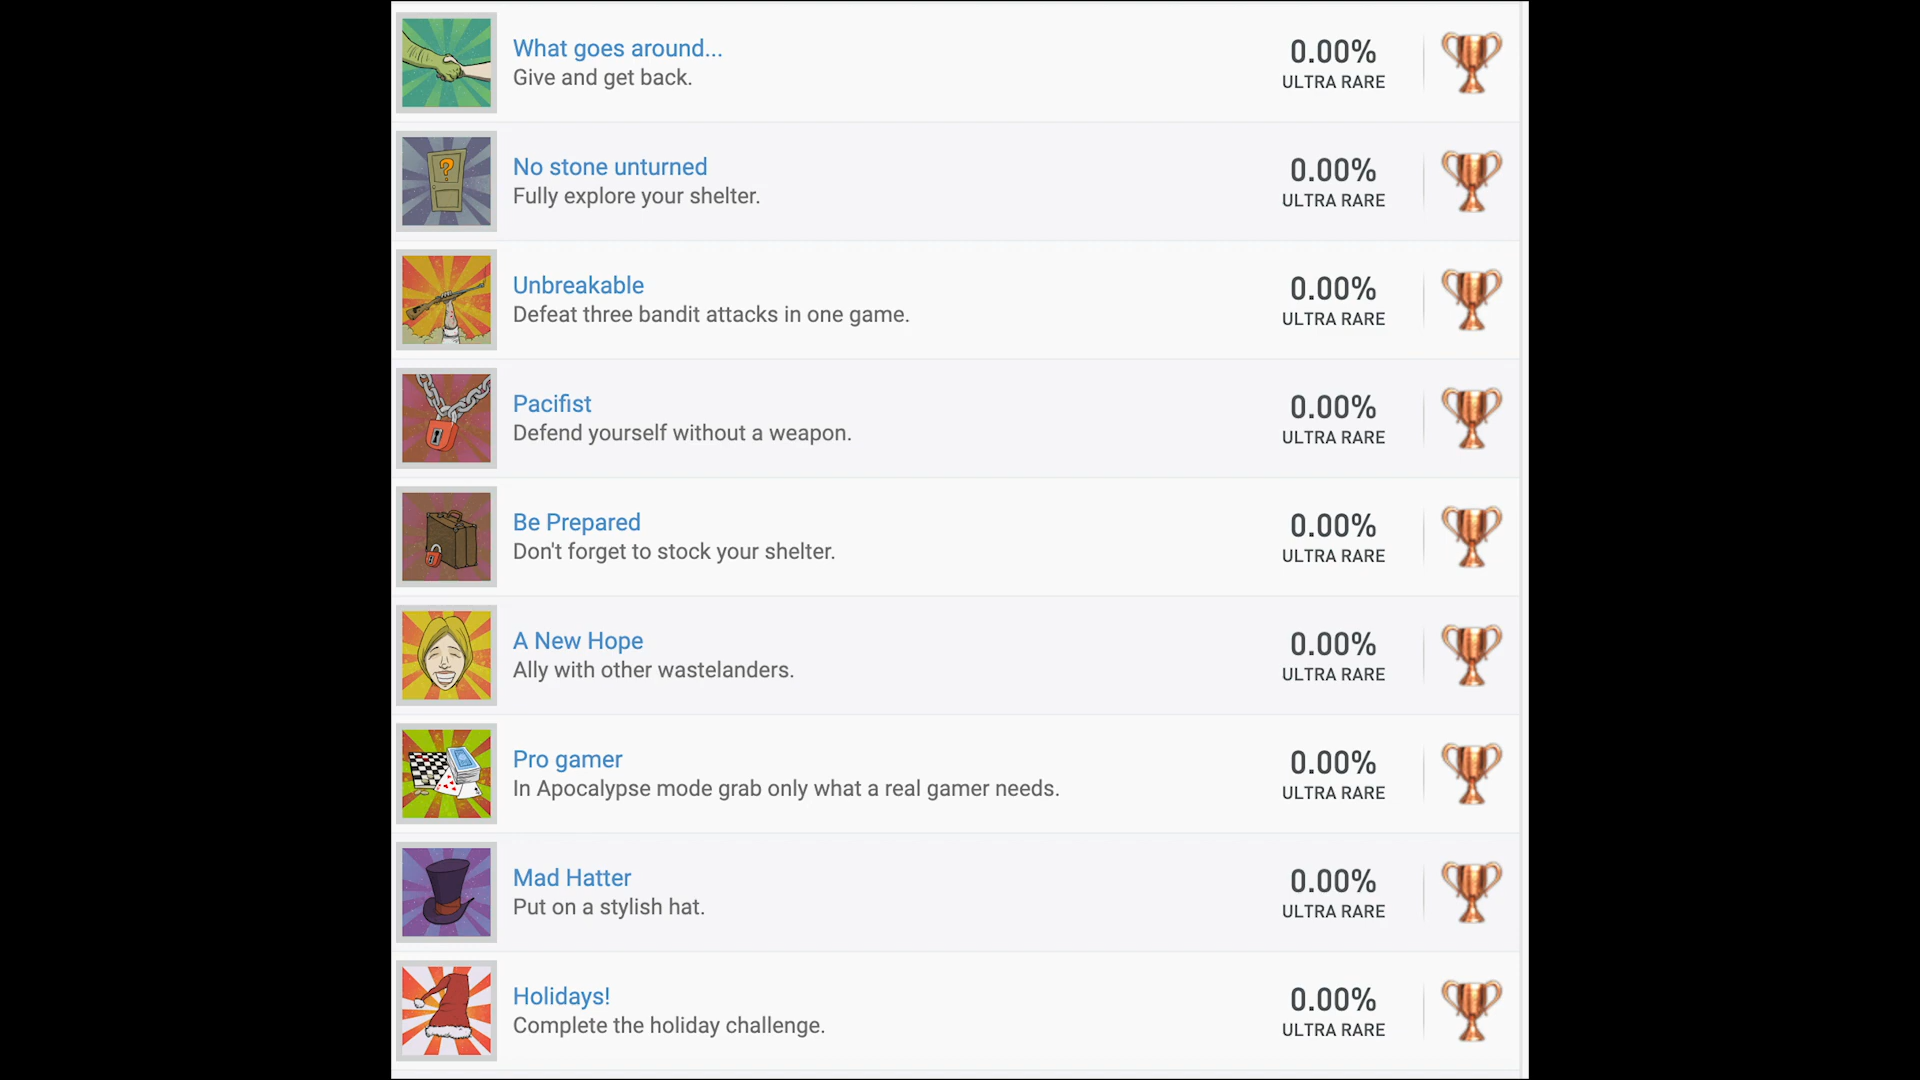 What goes around...
Give and get back.
0.00%
ULTRA RARE
?
No stone unturned
Fully explore your shelter.
0.00%
ULTRA RARE
Unbreakable
Defeat three bandit attacks in one game.
0.00%
ULTRA RARE
Pacifist
Defend yourself without a weapon.
0.00%
ULTRA RARE
Be Prepared
Don't forget to stock your shelter.
0.00%
ULTRA RARE
A New Hope
Ally with other wastelanders.
0.00%
ULTRA RARE
Pro gamer
In Apocalypse mode grab only what a real gamer needs.
0.00%
ULTRA RARE
Mad Hatter
Put on a stylish hat.
0.00%
ULTRA RARE
Holidays!
Complete the holiday challenge.
0.00%
ULTRA RARE